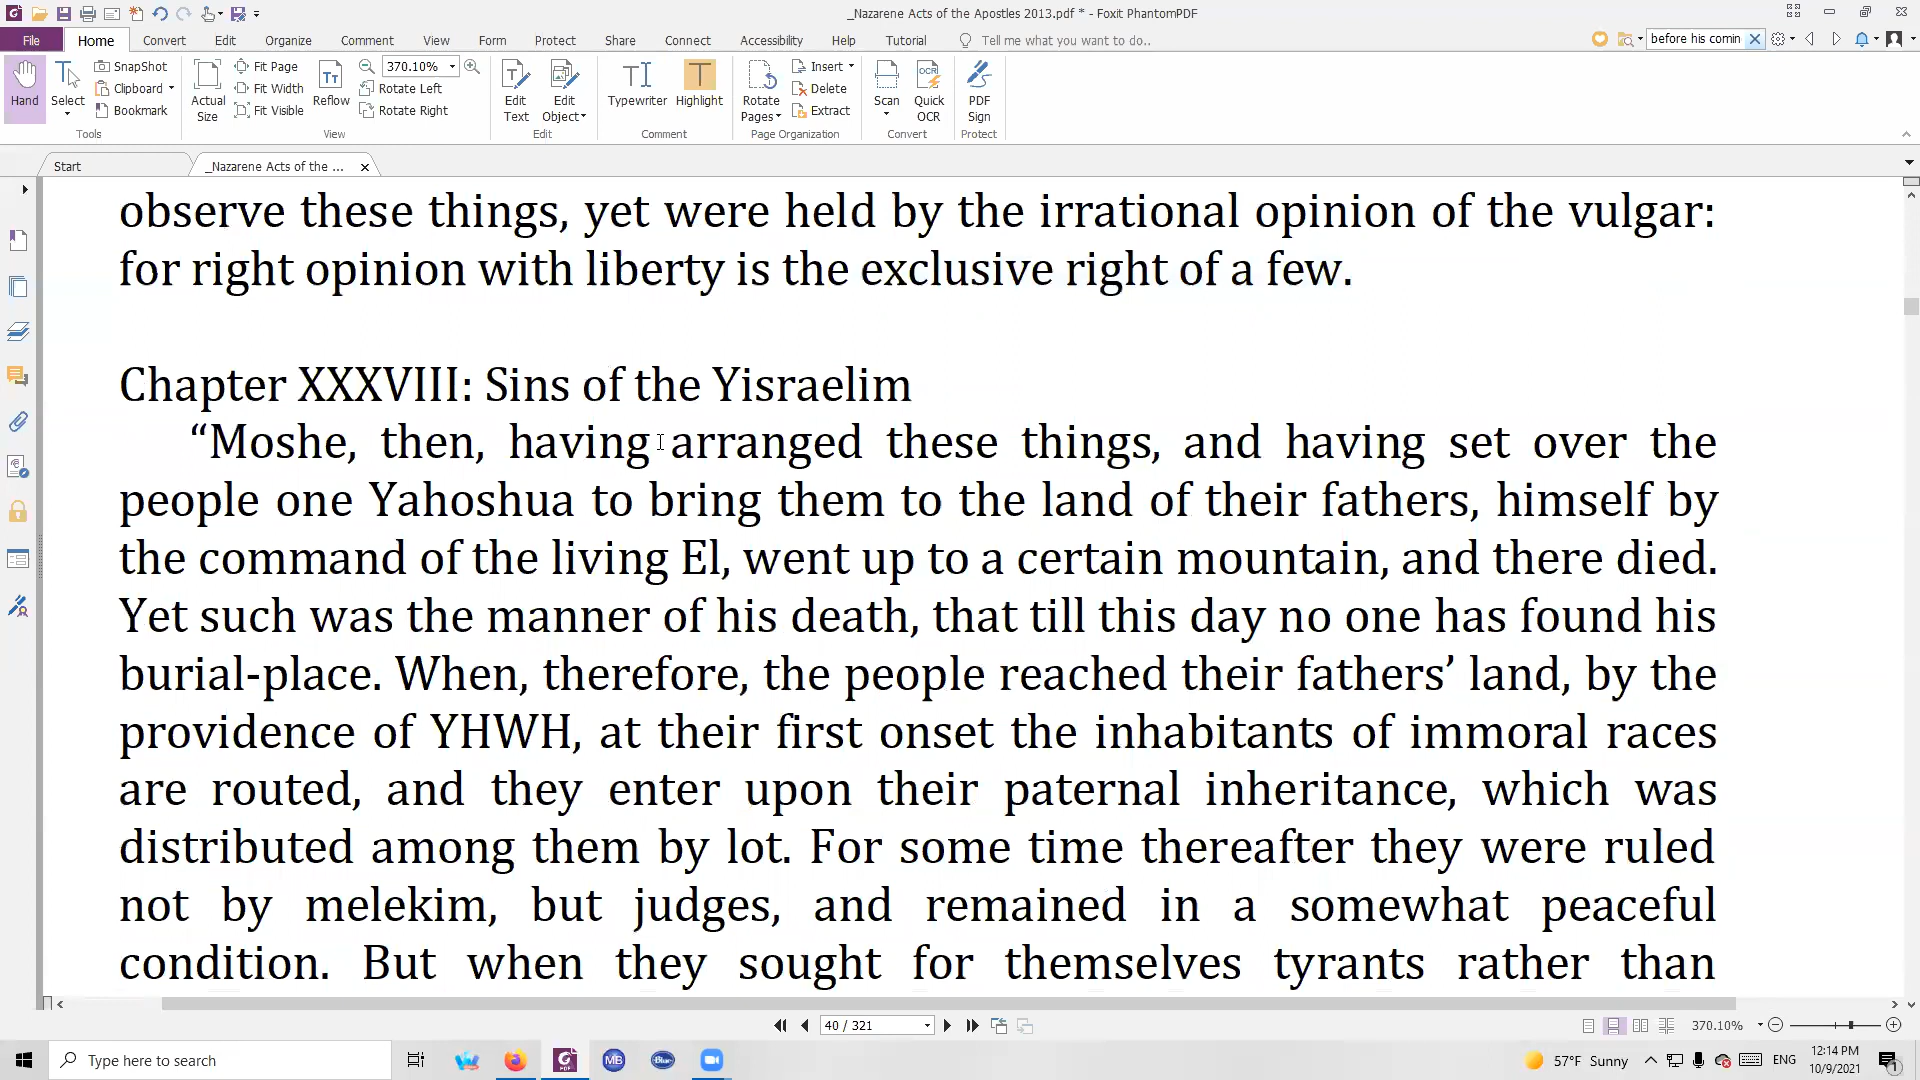 _Nazarene Acts of the Apostles 2013.pdf * - Foxit PhantomPDF
File Home Convert Edit Organize Comment View Form Protect Share Connect Accessibility Help Tutorial Tell me what you want to do.. before his comin
SnapShot Fit Page 370.10% Insert Delete Extract
Clipboard Fit Width Rotate Left
Bookmark Fit Visible Rotate Right
Hand Select Actual Size Reflow Edit Text Edit Object Typewriter Highlight Rotate Pages Scan Quick OCR PDF Sign
Tools View Edit Comment Page Organization Convert Protect
Start _Nazarene Acts of the ...
observe these things, yet were held by the irrational opinion of the vulgar:
for right opinion with liberty is the exclusive right of a few.
Chapter XXXVIII: Sins of the Yisraelim
“Moshe, then, having arranged these things, and having set over the
people one Yahoshua to bring them to the land of their fathers, himself by
the command of the living El, went up to a certain mountain, and there died.
Yet such was the manner of his death, that till this day no one has found his
burial-place. When, therefore, the people reached their fathers’ land, by the
providence of YHWH, at their first onset the inhabitants of immoral races
are routed, and they enter upon their paternal inheritance, which was
distributed among them by lot. For some time thereafter they were ruled
not by melekim, but judges, and remained in a somewhat peaceful
condition. But when they sought for themselves tyrants rather than
40 / 321 370.10%
Type here to search MB Blue 57°F Sunny ENG 12:14 PM
10/9/2021 1